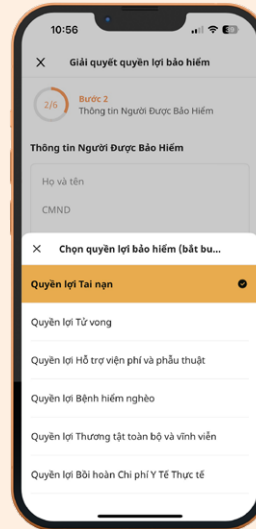 10:56
Giải quyết quyền lợi bảo hiểm
2/6
Bước 2
Thông tin Người Được Bảo Hiểm
Thông tin Người Được Bảo Hiểm
Họ và tên
CMND
Chọn quyền lợi bảo hiểm (bắt bu...
Quyền lợi Tai nạn
Quyền lợi Tử vong
Quyền lợi Hỗ trợ viện phí và phẫu thuật
Quyền lợi Bệnh hiểm nghèo
Quyền lợi Thương tật toàn bộ và vĩnh viễn
Quyền lợi Bồi hoàn Chi phí Y Tế Thực tế